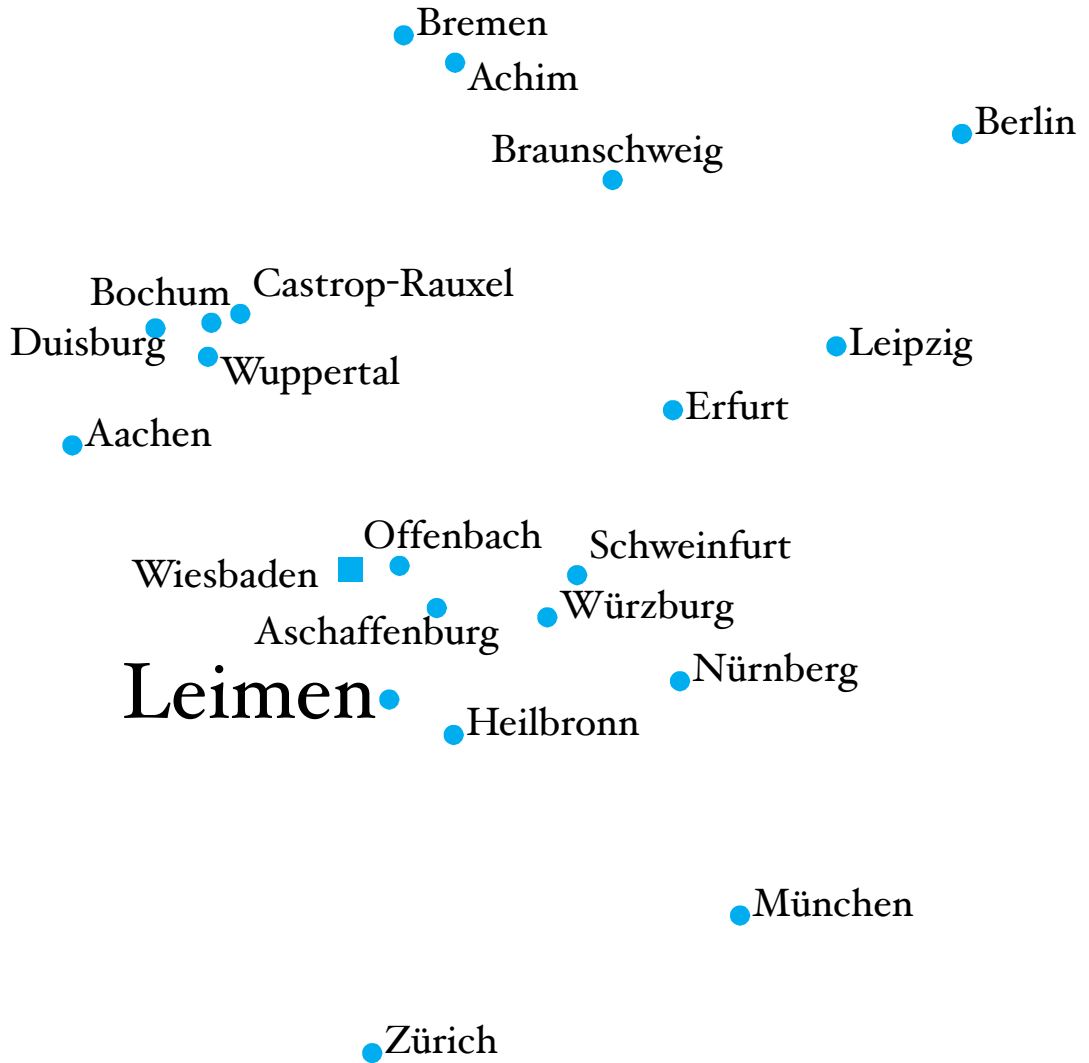 Bremen
Achim
Berlin
Braunschweig
Castrop-Rauxel
Bochum
Duisburg
Leipzig
Wuppertal
Erfurt
Aachen
Offenbach
Schweinfurt
Wiesbaden
Würzburg
Aschaffenburg
Nürnberg
Leimen
Heilbronn
München
Zürich